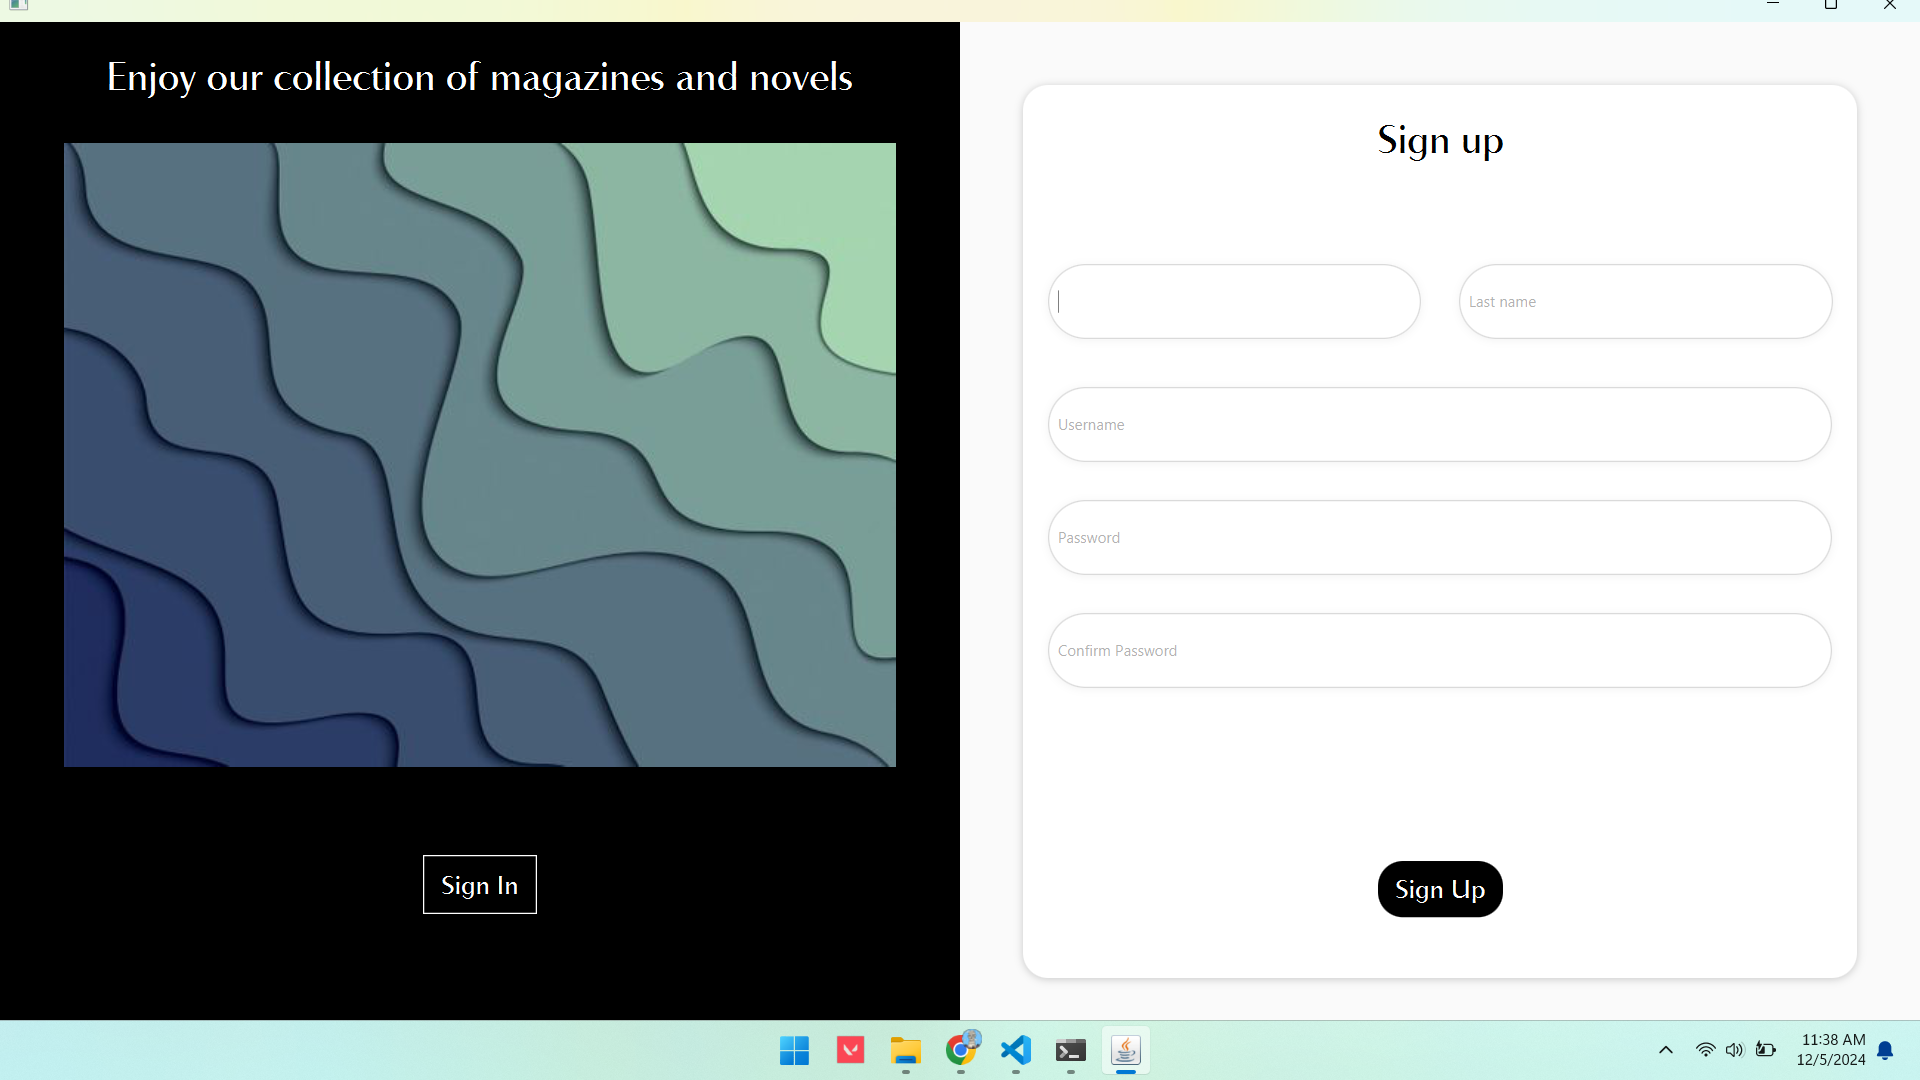 Enjoy our collection of magazines and novels
Sign In
Sign up
Last name
Username
Password
Confirm Password
Sign Up
11:38 AM
12/5/2024